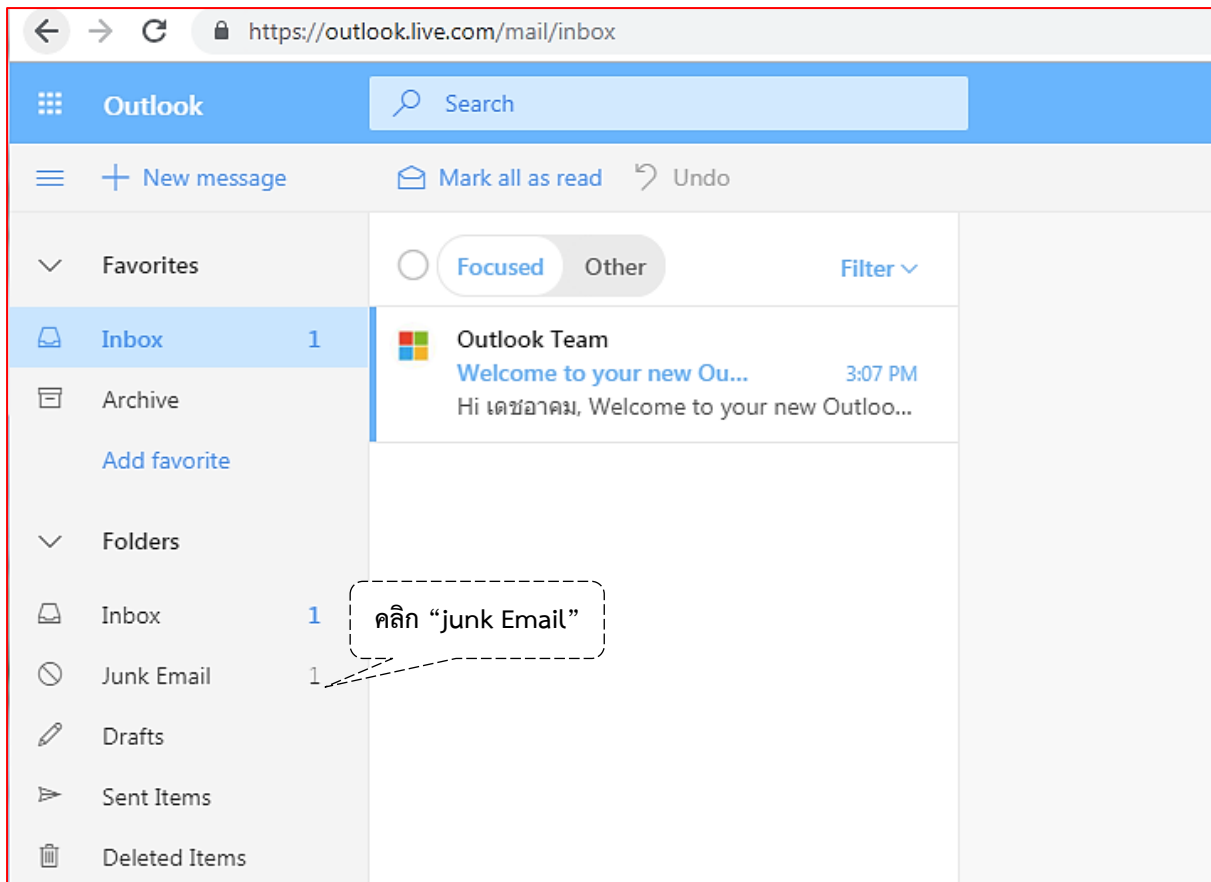 https://outlook.live.com/mail/inbox
Outlook
Search
New message
Mark all as read
Undo
Favorites
Focused
Other
Filter
Inbox 1
Outlook Team
Welcome to your new Ou... 3:07 PM
Hi เดชอาคม, Welcome to your new Outloo...
Archive
Add favorite
Folders
Inbox 1
คลิก “junk Email”
Junk Email 1
Drafts
Sent Items
Deleted Items